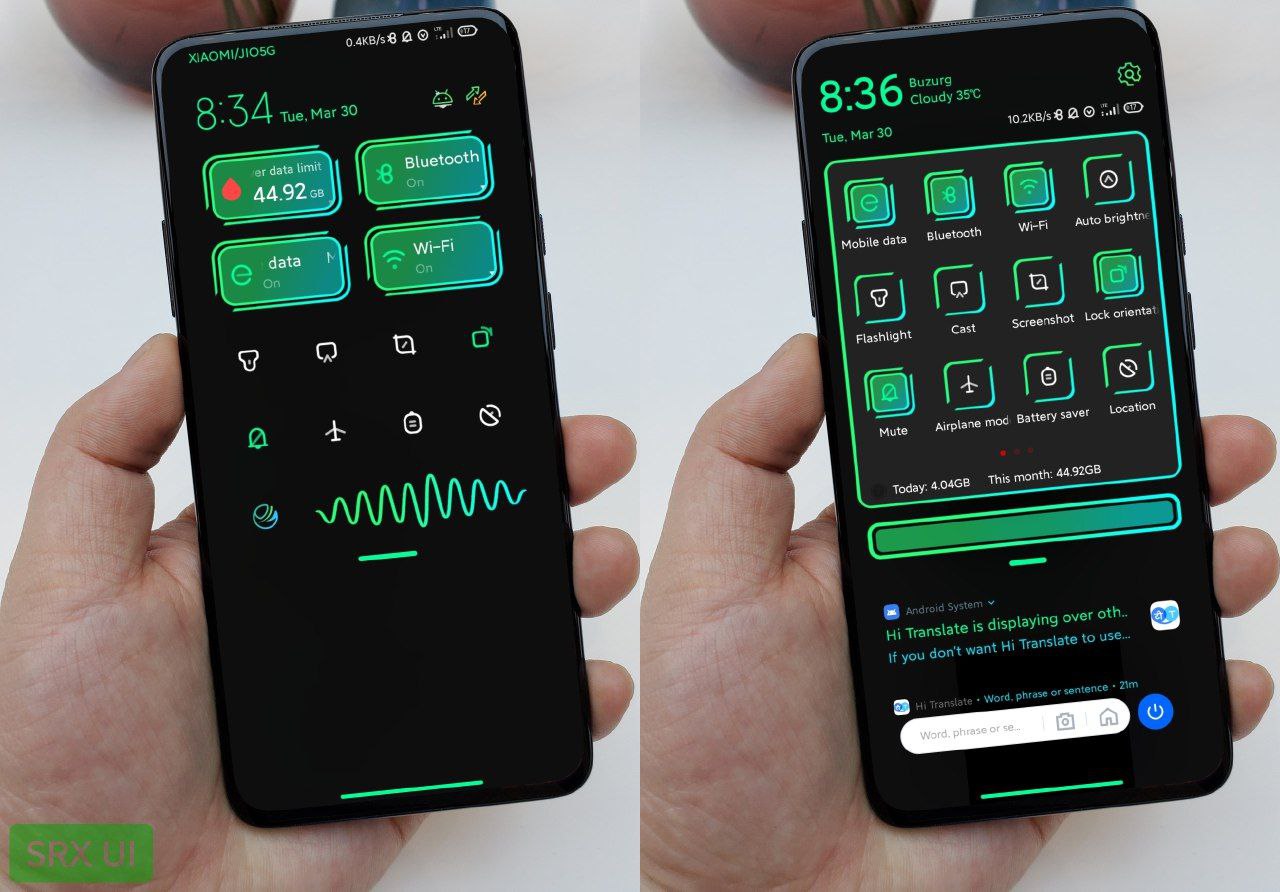 XIAOMI/JIO5G
0.4KB/s
LTE
17
8:34 Tue, Mar 30
er data limit
44.92 GB
Bluetooth
On
data
On
Wi-Fi
On
SRX UI
8:36 Buzurg
Cloudy 35°C
Tue, Mar 30
10.2KB/s
LTE
17
Mobile data
Bluetooth
Wi-Fi
Auto brightne
Flashlight
Cast
Screenshot
Lock orientat
Mute
Airplane mod
Battery saver
Location
Today: 4.04GB This month: 44.92GB
Android System
Hi Translate is displaying over oth..
If you don't want Hi Translate to use...
Hi Translate • Word, phrase or sentence • 21m
Word, phrase or se...